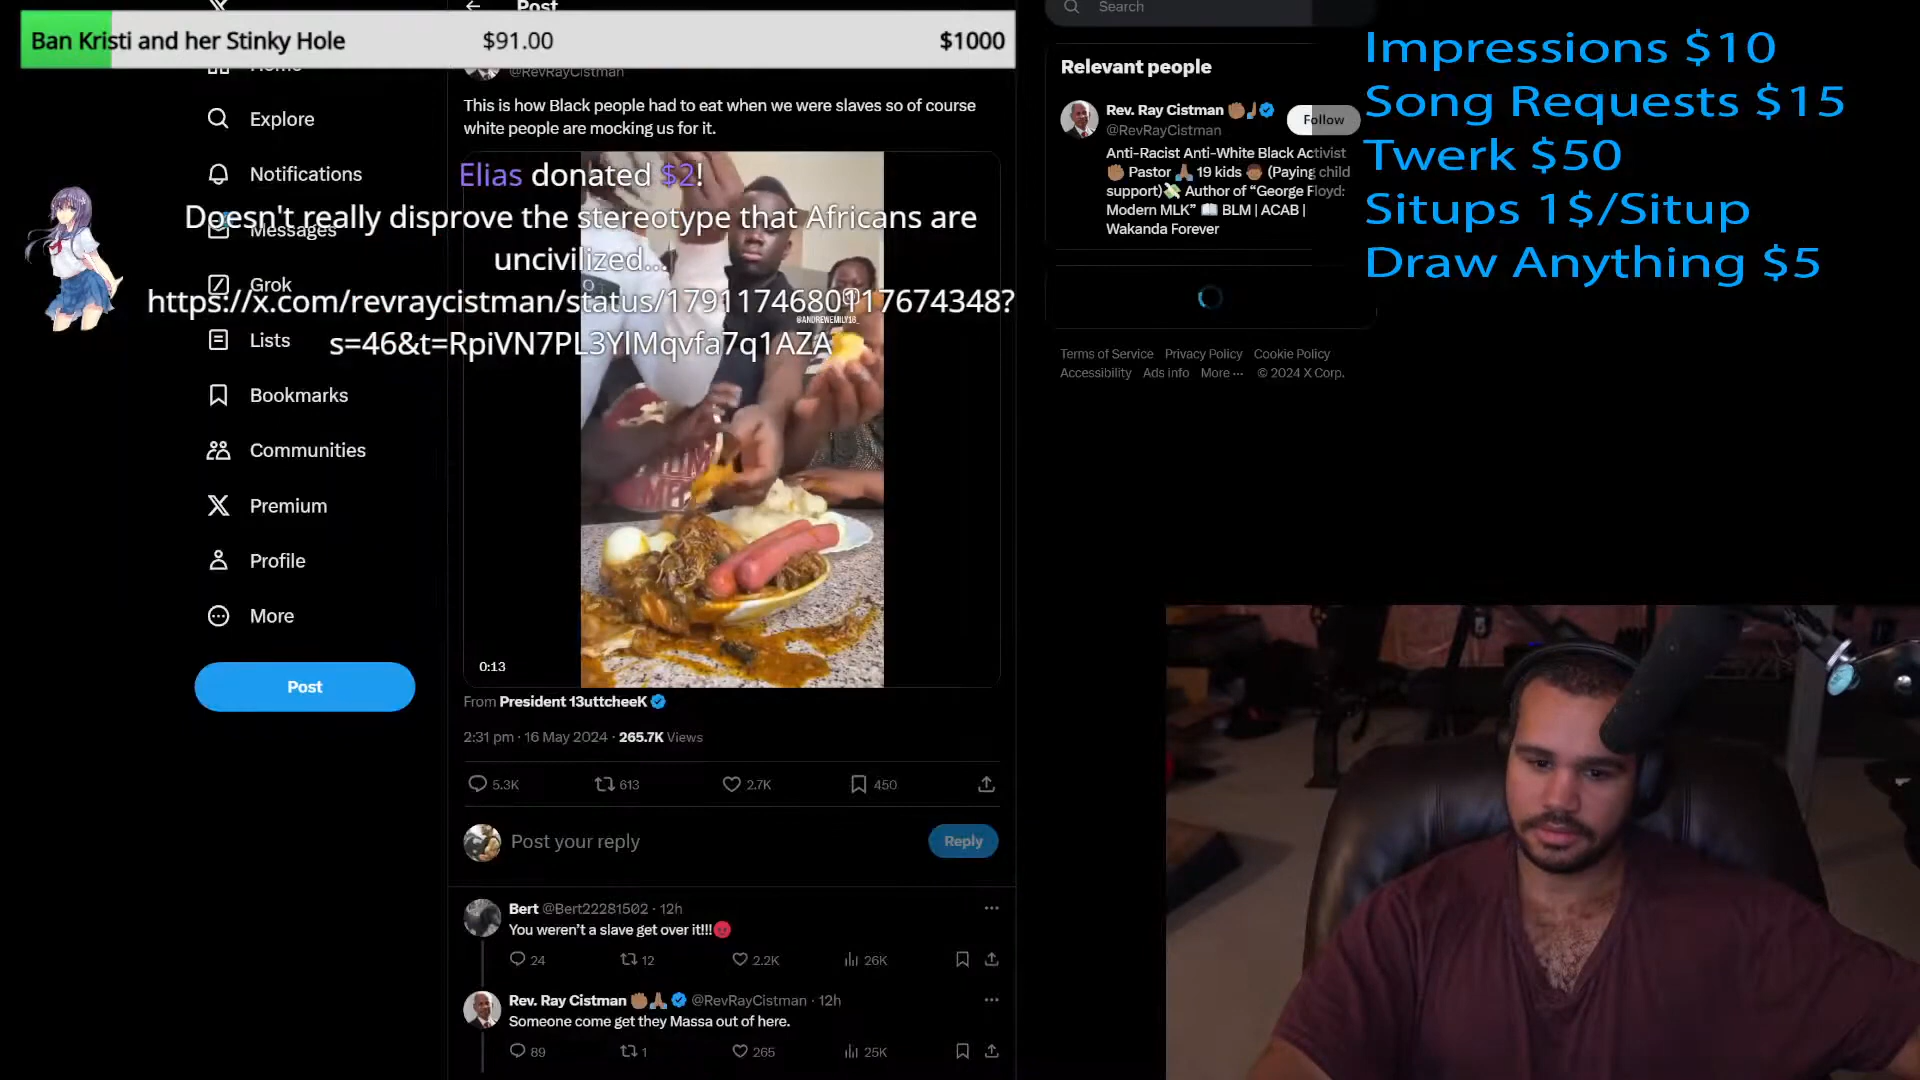 Post
Ban Kristi and her Stinky Hole $91.00 $1000
@RevRayCistman
This is how Black people had to eat when we were slaves so of course
white people are mocking us for it.
Home
Explore
Notifications
Messages
Grok
Lists
Bookmarks
Communities
Premium
Profile
More
Post
Elias donated $2!
Doesn't really disprove the stereotype that Africans are
uncivilized...
https://x.com/revraycistman/status/1791174680117674348?
s=46&t=RpiVN7PL3YIMqvfa7q1AZA
@ANDREWEMILY16_
0:13
From President 13uttcheeK
2:31 pm · 16 May 2024 · 265.7K Views
5.3K 613 2.7K 450
Post your reply
Reply
Bert @Bert22281502 · 12h
You weren't a slave get over it!!!
24 12 2.2K 26K
Rev. Ray Cistman @RevRayCistman · 12h
Someone come get they Massa out of here.
89 1 265 25K
Search
Relevant people
Rev. Ray Cistman
@RevRayCistman
Follow
Anti-Racist Anti-White Black Activist
Pastor 19 kids (Paying child
support) Author of “George Floyd:
Modern MLK” BLM | ACAB |
Wakanda Forever
Terms of Service Privacy Policy Cookie Policy
Accessibility Ads info More ··· © 2024 X Corp.
Impressions $10
Song Requests $15
Twerk $50
Situps 1$/Situp
Draw Anything $5